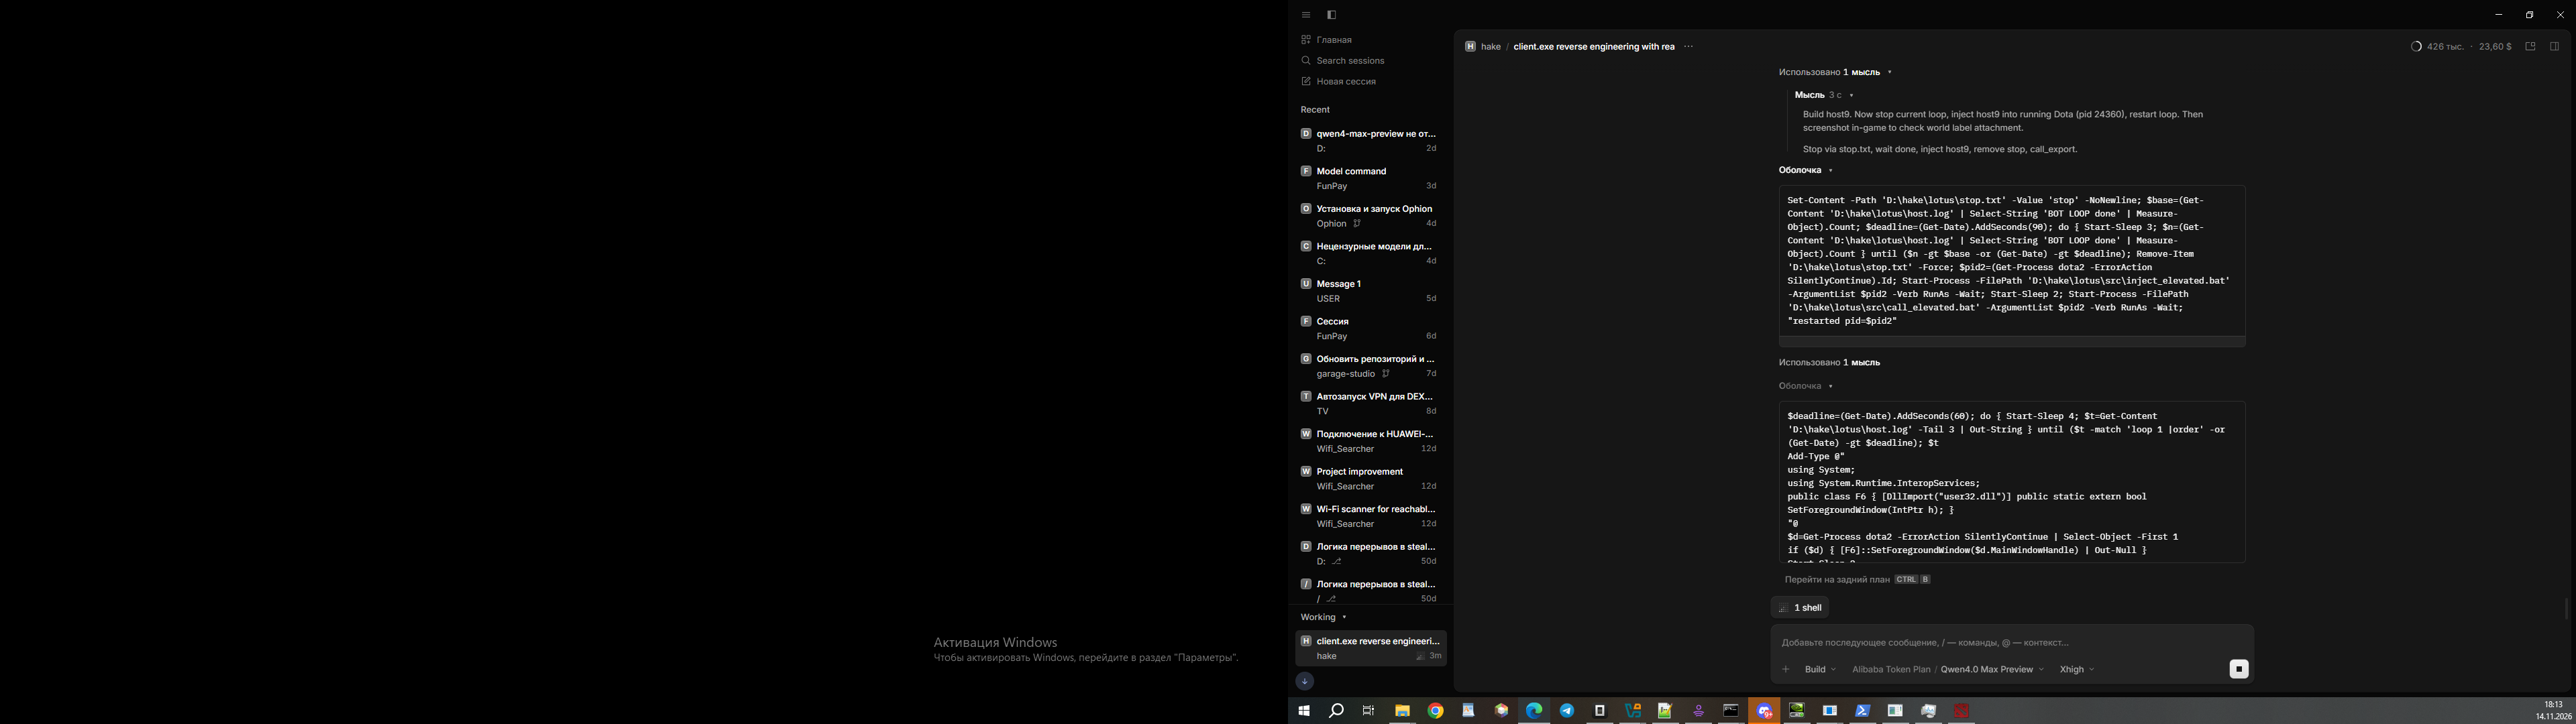 Главная
Search sessions
Новая сессия
Recent
D qwen4-max-preview не от...
D: 2d
F Model command
FunPay 3d
O Установка и запуск Ophion
Ophion 4d
C Нецензурные модели дл...
C: 4d
U Message 1
USER 5d
F Сессия
FunPay 6d
G Обновить репозиторий и ...
garage-studio 7d
T Автозапуск VPN для DEX...
TV 8d
W Подключение к HUAWEI-...
Wifi_Searcher 12d
W Project improvement
Wifi_Searcher 12d
W Wi-Fi scanner for reachabl...
Wifi_Searcher 12d
D Логика перерывов в steal...
D: 50d
/ Логика перерывов в steal...
/ 50d
Working
H client.exe reverse engineeri...
hake 3m
H hake / client.exe reverse engineering with rea ···
426 тыс. · 23,60 $
Использовано 1 мысль
Мысль 3 с
Build host9. Now stop current loop, inject host9 into running Dota (pid 24360), restart loop. Then
screenshot in-game to check world label attachment.
Stop via stop.txt, wait done, inject host9, remove stop, call_export.
Оболочка
Set-Content -Path 'D:\hake\lotus\stop.txt' -Value 'stop' -NoNewline; $base=(Get-
Content 'D:\hake\lotus\host.log' | Select-String 'BOT LOOP done' | Measure-
Object).Count; $deadline=(Get-Date).AddSeconds(90); do { Start-Sleep 3; $n=(Get-
Content 'D:\hake\lotus\host.log' | Select-String 'BOT LOOP done' | Measure-
Object).Count } until ($n -gt $base -or (Get-Date) -gt $deadline); Remove-Item
'D:\hake\lotus\stop.txt' -Force; $pid2=(Get-Process dota2 -ErrorAction
SilentlyContinue).Id; Start-Process -FilePath 'D:\hake\lotus\src\inject_elevated.bat'
-ArgumentList $pid2 -Verb RunAs -Wait; Start-Sleep 2; Start-Process -FilePath
'D:\hake\lotus\src\call_elevated.bat' -ArgumentList $pid2 -Verb RunAs -Wait;
"restarted pid=$pid2"
Использовано 1 мысль
Оболочка
$deadline=(Get-Date).AddSeconds(60); do { Start-Sleep 4; $t=Get-Content
'D:\hake\lotus\host.log' -Tail 3 | Out-String } until ($t -match 'loop 1 |order' -or
(Get-Date) -gt $deadline); $t
Add-Type @"
using System;
using System.Runtime.InteropServices;
public class F6 { [DllImport("user32.dll")] public static extern bool
SetForegroundWindow(IntPtr h); }
"@
$d=Get-Process dota2 -ErrorAction SilentlyContinue | Select-Object -First 1
if ($d) { [F6]::SetForegroundWindow($d.MainWindowHandle) | Out-Null }
Перейти на задний план CTRL B
1 shell
Добавьте последующее сообщение, / — команды, @ — контекст...
Build Alibaba Token Plan / Qwen4.0 Max Preview Xhigh
Активация Windows
Чтобы активировать Windows, перейдите в раздел "Параметры".
18:13
14.11.2026